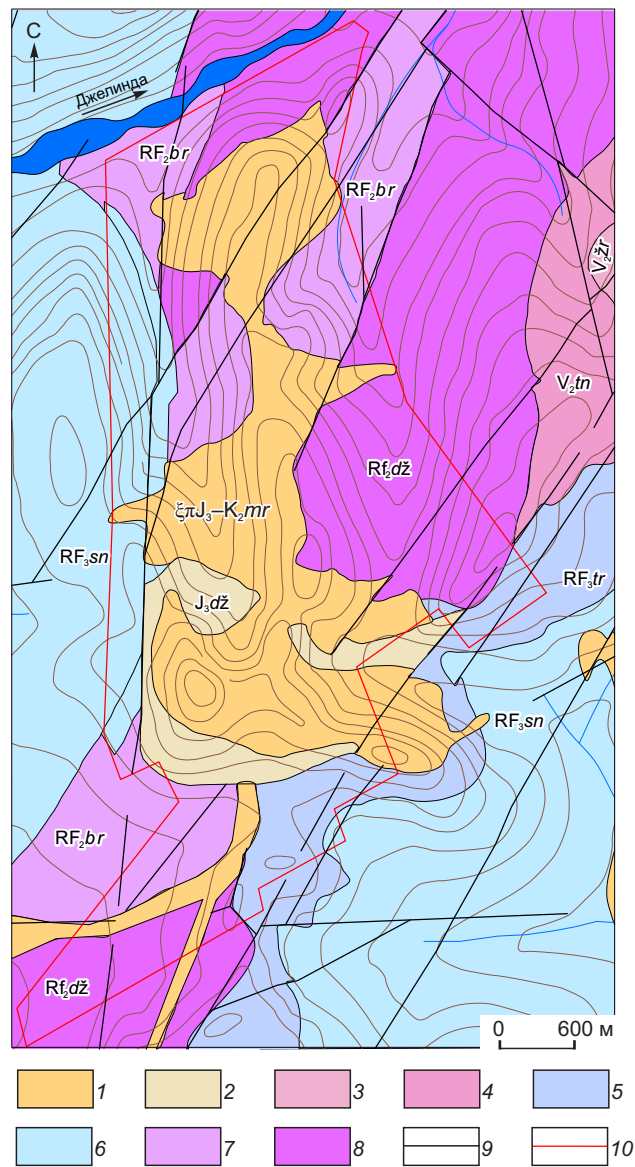 С
Джелинда
RF₂br
RF₂br
V₂žr
V₂tn
Rf₂dž
ξπJ₃–K₂mr
RF₃sn
RF₃tr
J₃dž
RF₃sn
RF₂br
Rf₂dž
0 600 м
1 2 3 4 5
6 7 8 9 10